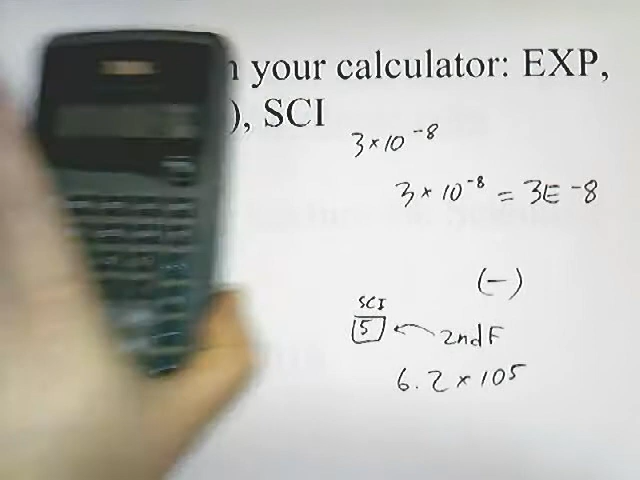 your calculator: EXP,
), SCI
3 × 10⁻⁸
3 × 10⁻⁸ = 3E -8
(-)
SCI
5 ← 2ndF
6.2 × 10⁵